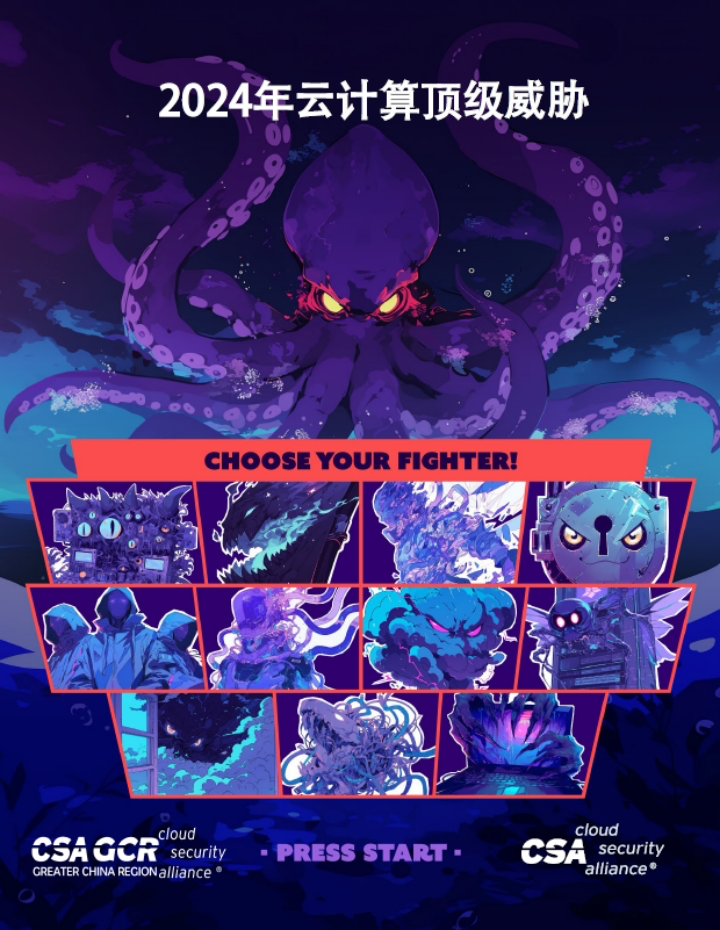 2024年云计算顶级威胁
CHOOSE YOUR FIGHTER!
CSA GCR cloud security alliance®
GREATER CHINA REGION
· PRESS START ·
CSA cloud security alliance®